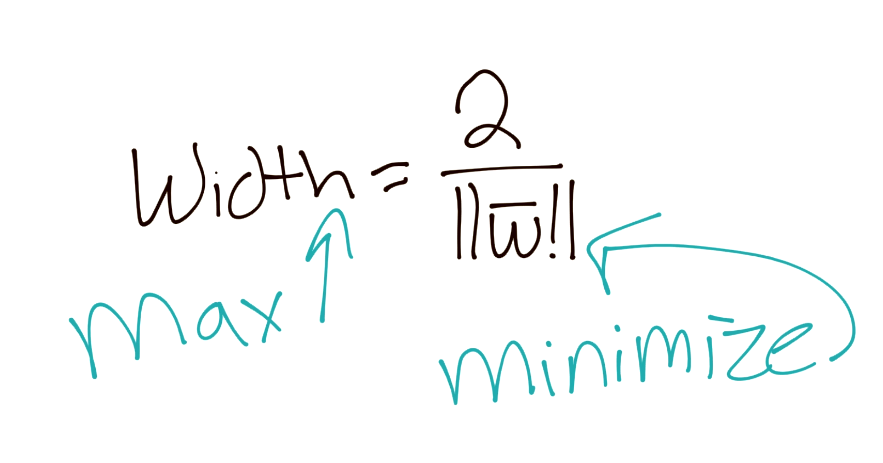 Width = 2
||w̄||
max
minimize